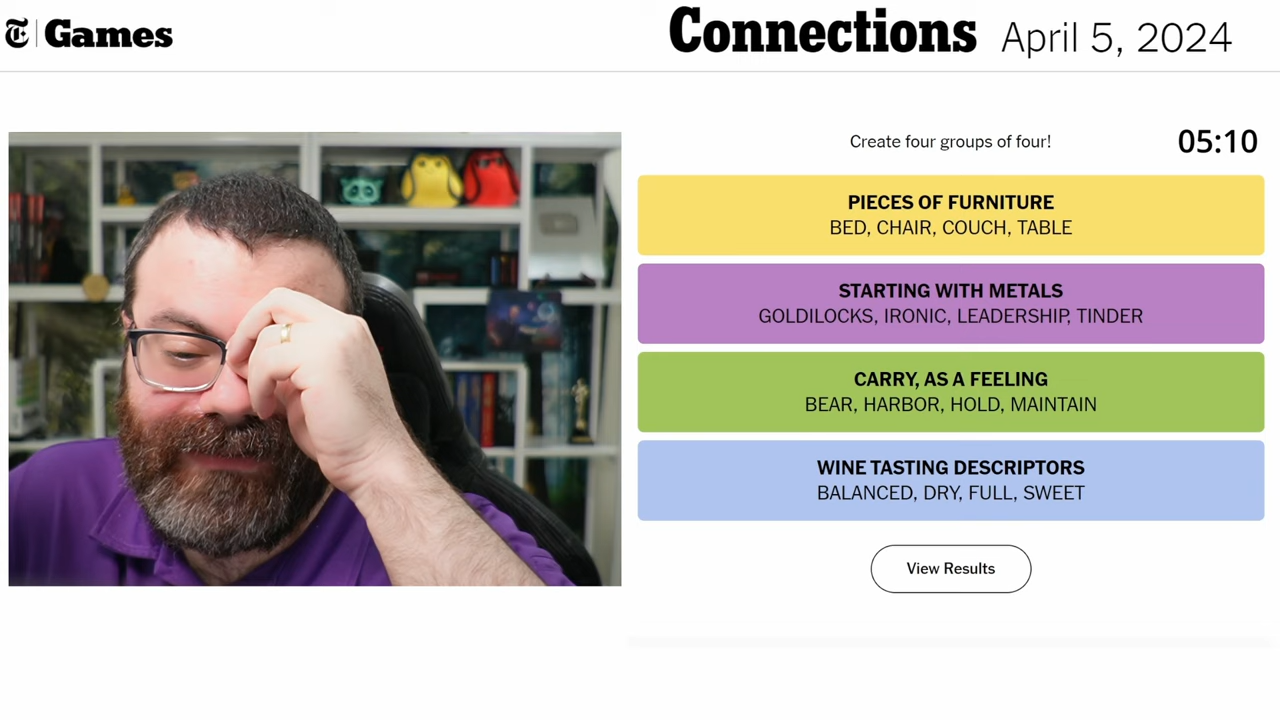 Games
Connections April 5, 2024
Create four groups of four!
05:10
PIECES OF FURNITURE
BED, CHAIR, COUCH, TABLE
STARTING WITH METALS
GOLDILOCKS, IRONIC, LEADERSHIP, TINDER
CARRY, AS A FEELING
BEAR, HARBOR, HOLD, MAINTAIN
WINE TASTING DESCRIPTORS
BALANCED, DRY, FULL, SWEET
View Results